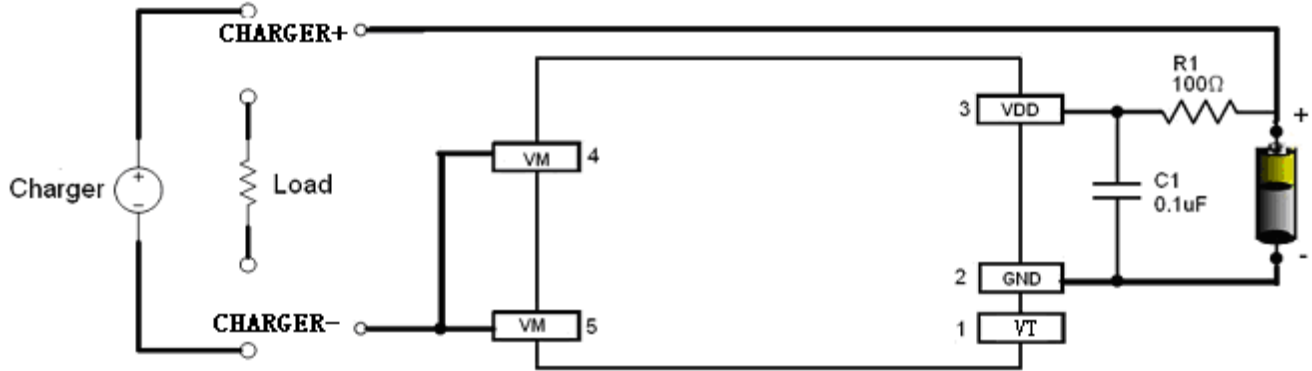 CHARGER+
R1
100Ω
3 VDD
+
VM 4
Charger
+
−
Load
C1
0.1uF
-
2 GND
CHARGER-
VM 5
1 VT